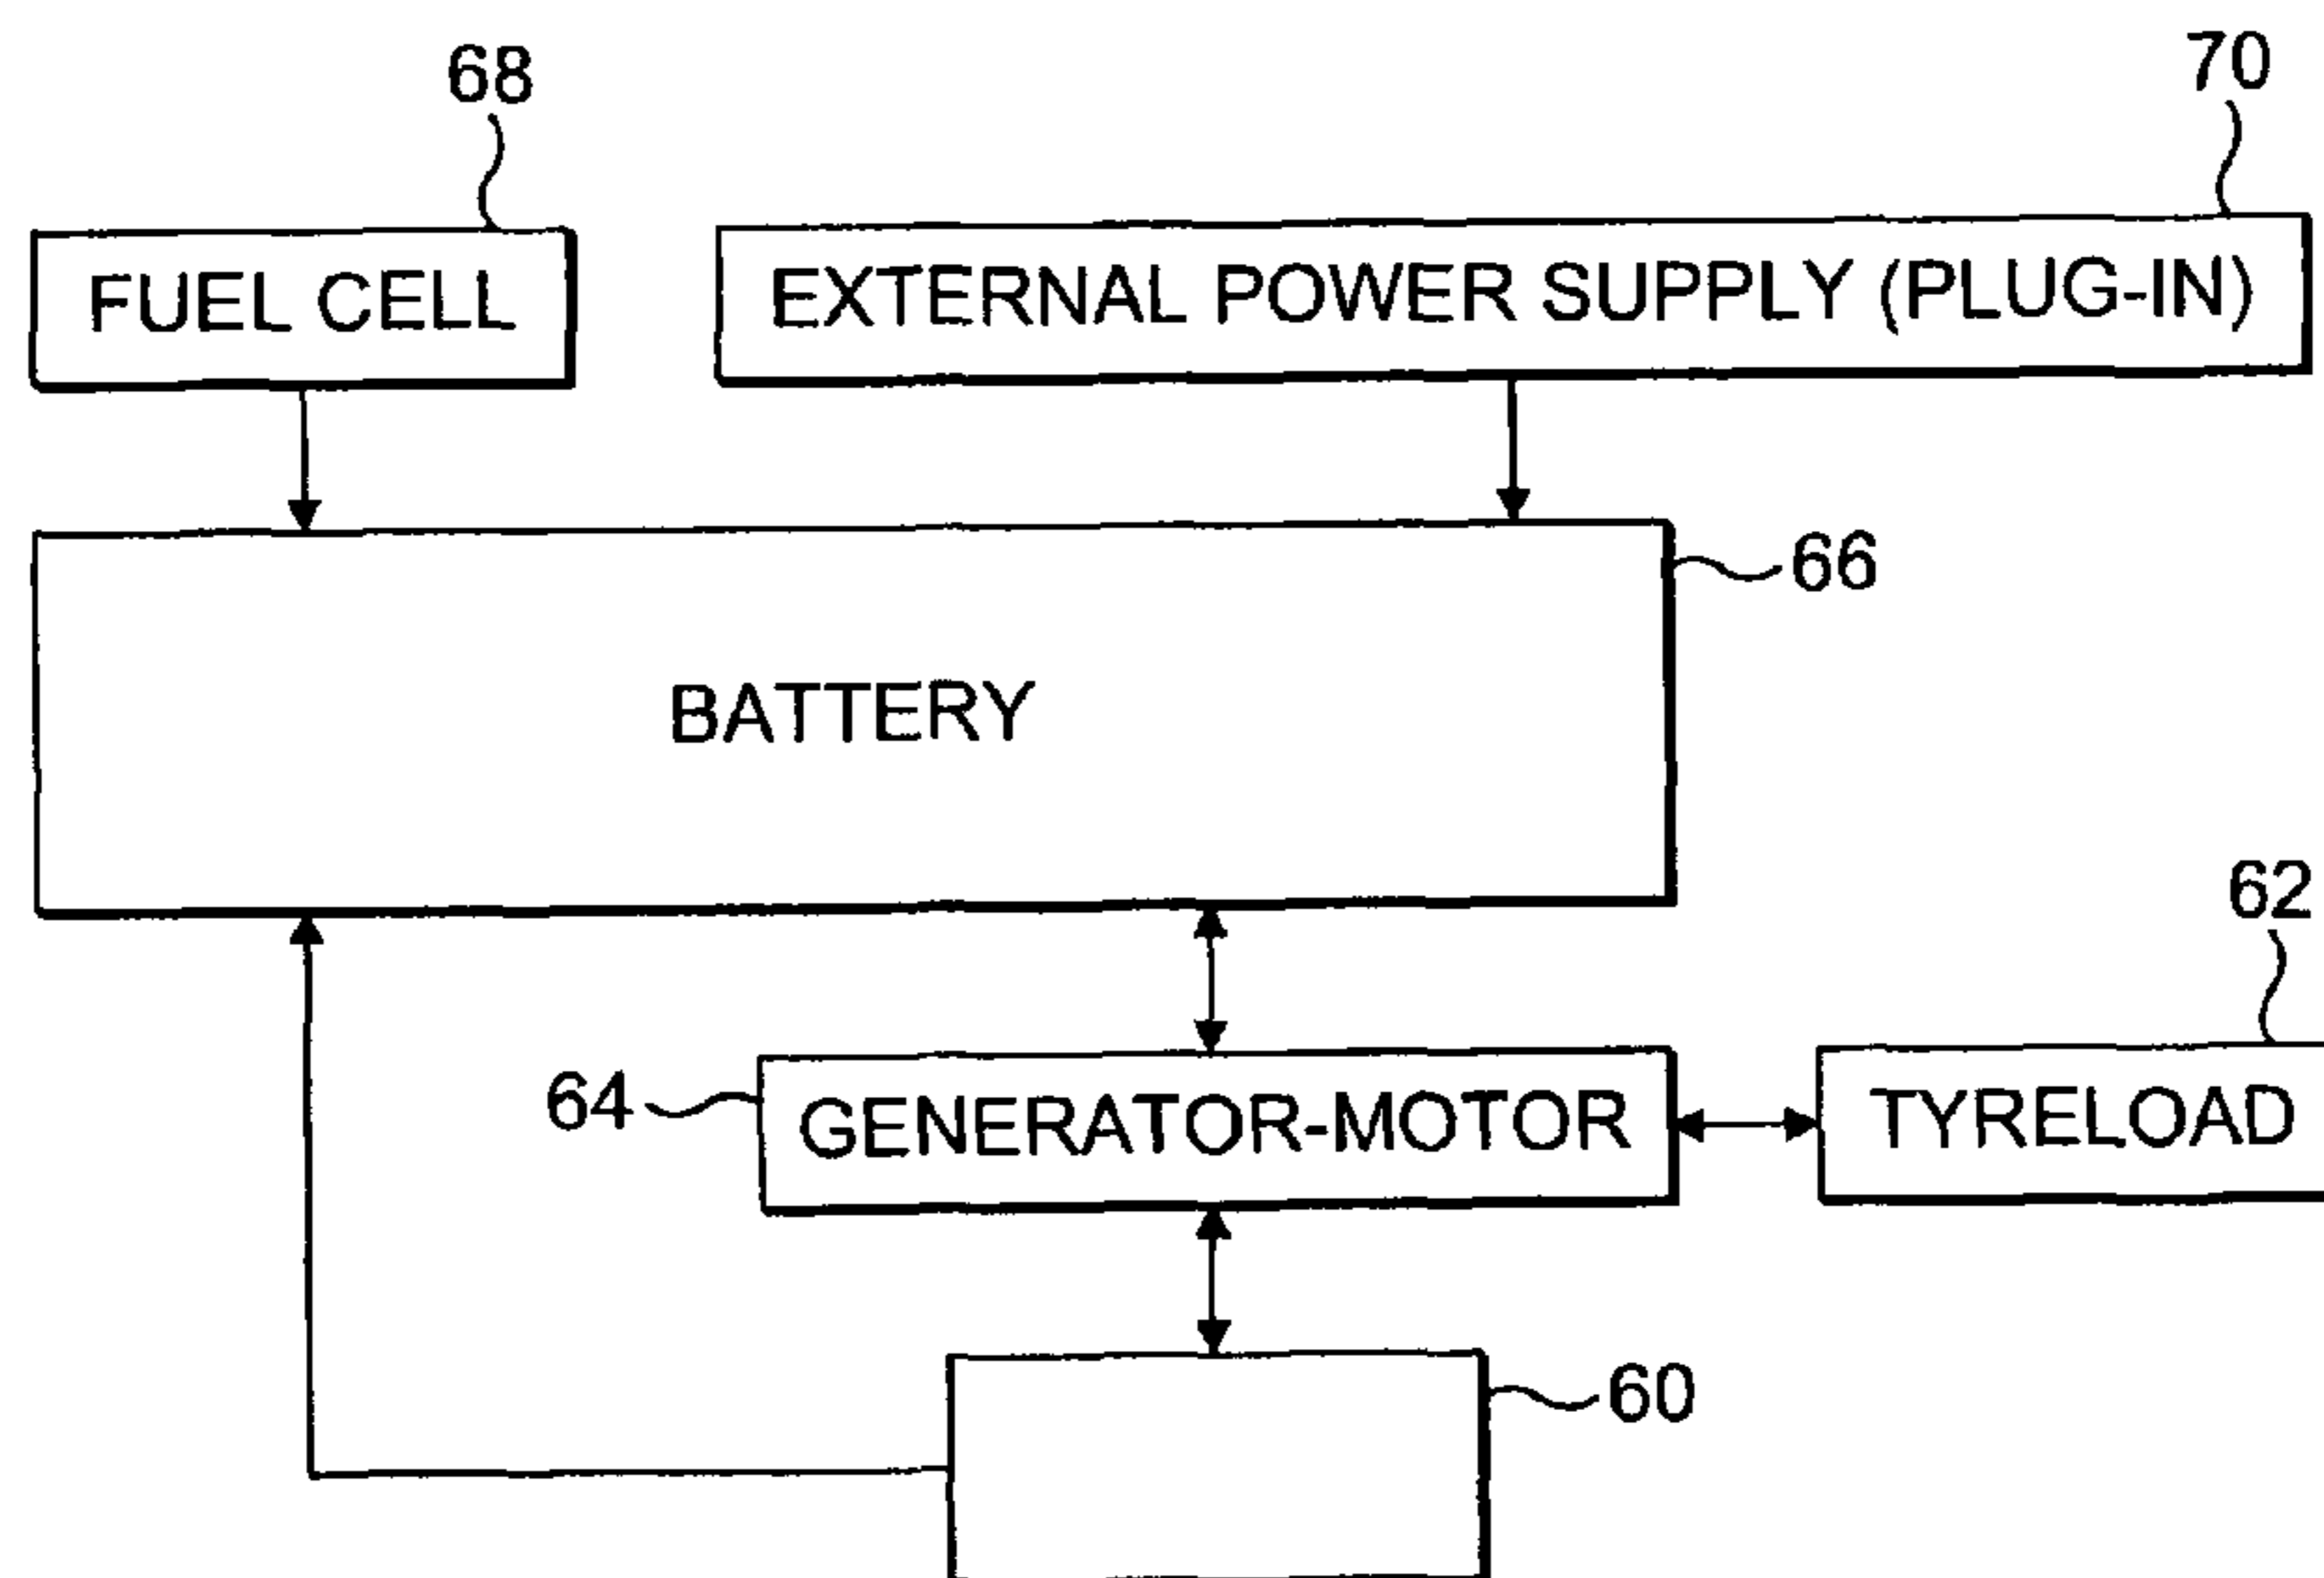 68
70
FUEL CELL
EXTERNAL POWER SUPPLY (PLUG-IN)
66
BATTERY
62
64
GENERATOR-MOTOR
TYRELOAD
60